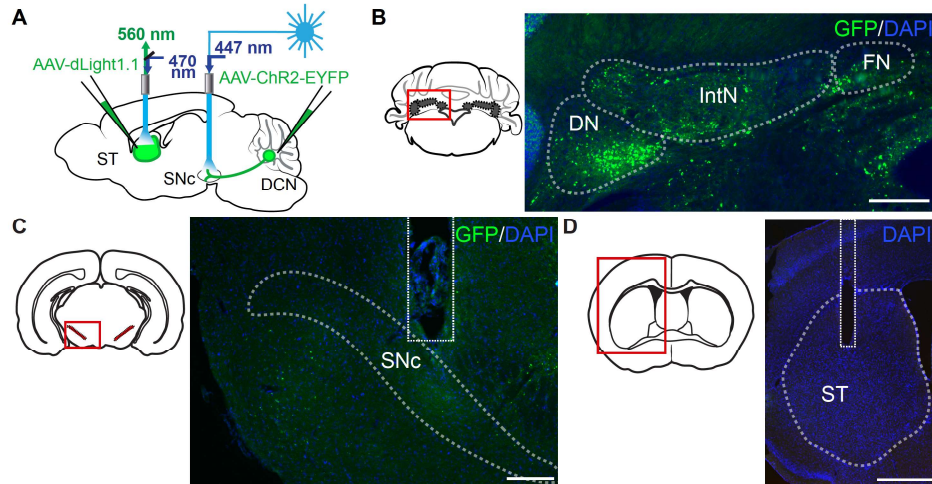 A
560 nm
447 nm
AAV-dLight1.1
470
nm
AAV-ChR2-EYFP
ST
SNc
DCN
B
GFP/DAPI
FN
IntN
DN
C
GFP/DAPI
SNc
D
DAPI
ST